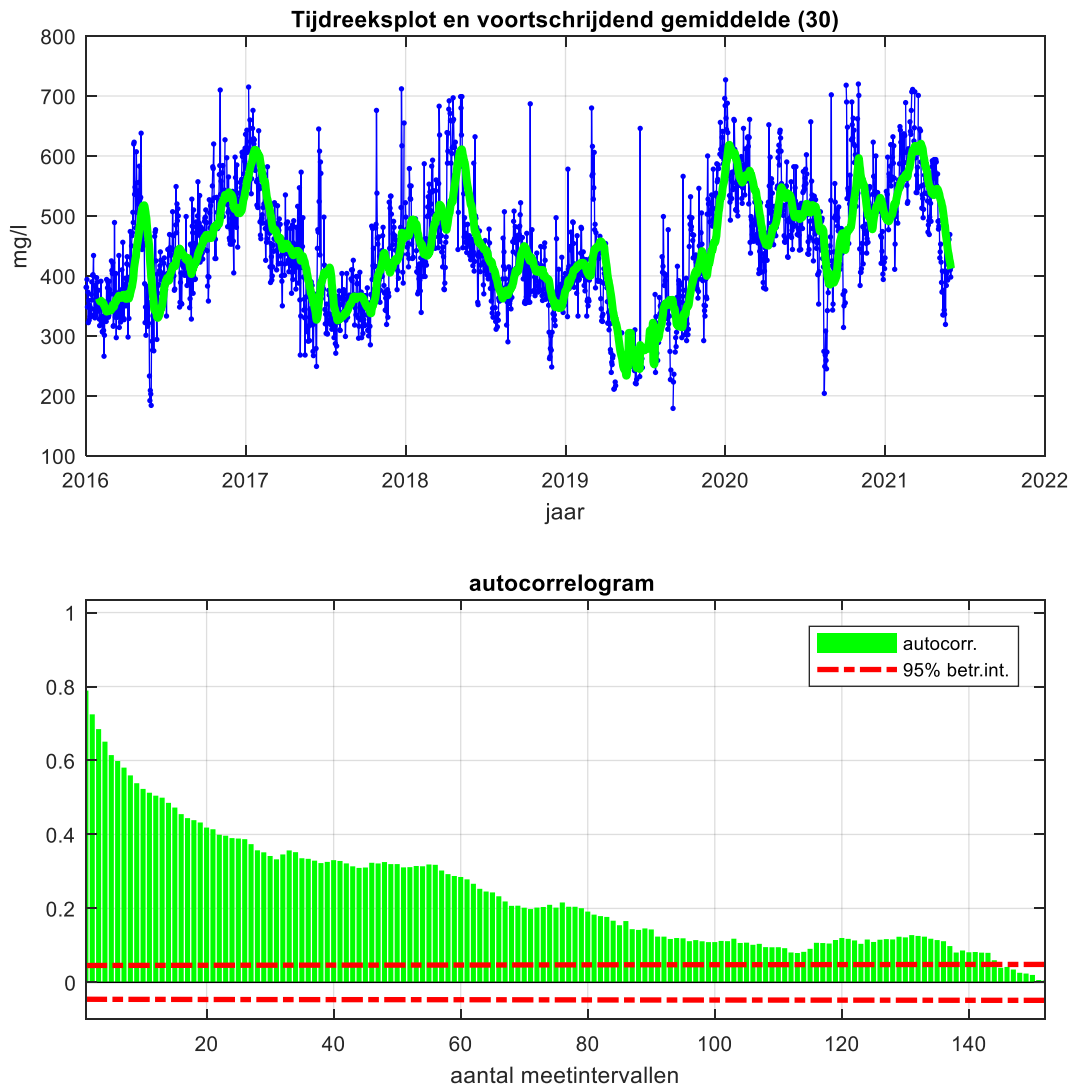 Tijdreeksplot en voortschrijdend gemiddelde (30)
800
700
600
500
400
300
200
100
mg/l
2016 2017 2018 2019 2020 2021 2022
jaar
autocorrelogram
1
0.8
0.6
0.4
0.2
0
autocorr.
95% betr.int.
20 40 60 80 100 120 140
aantal meetintervallen